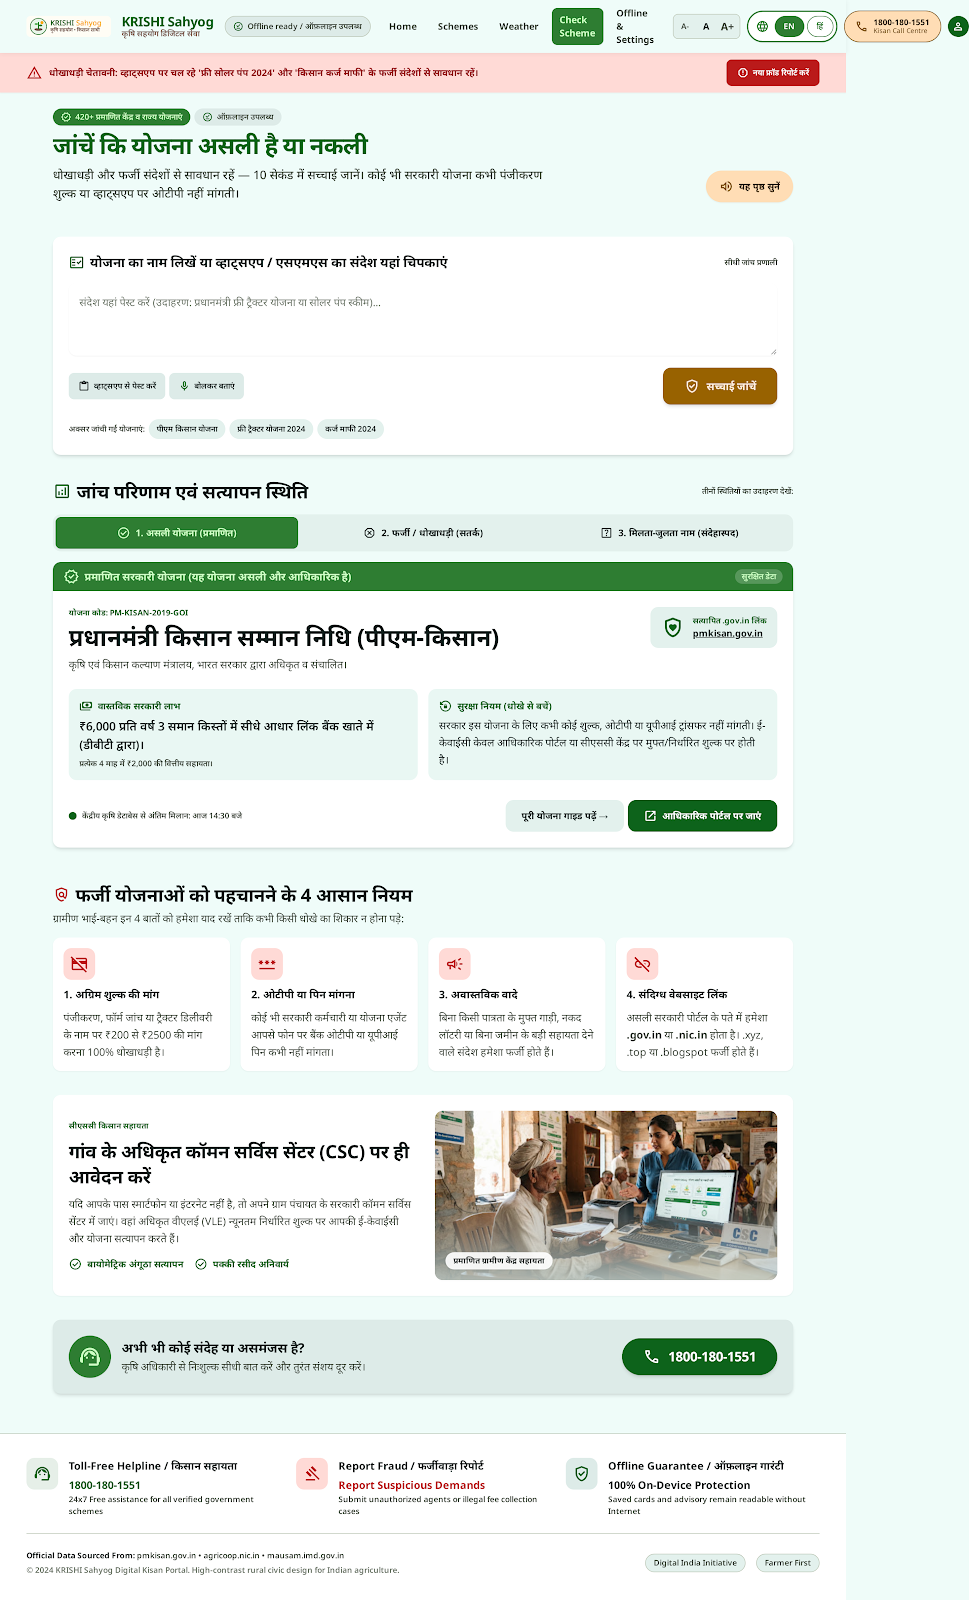 KRISHI Sahyog
कृषि सहयोग - किसान साथी
KRISHI Sahyog
कृषि सहयोग डिजिटल सेवा
Offline ready / ऑफ़लाइन उपलब्ध
Home
Schemes
Weather
Check
Scheme
Offline
&
Settings
A-
A
A+
EN
हिं
1800-180-1551
Kisan Call Centre
धोखाधड़ी चेतावनी: व्हाट्सएप पर चल रहे 'फ्री सोलर पंप 2024' और 'किसान कर्ज माफी' के फर्जी संदेशों से सावधान रहें।
नया फ्रॉड रिपोर्ट करें
420+ प्रमाणित केंद्र व राज्य योजनाएं
ऑफ़लाइन उपलब्ध
जांचें कि योजना असली है या नकली
धोखाधड़ी और फर्जी संदेशों से सावधान रहें — 10 सेकंड में सच्चाई जानें। कोई भी सरकारी योजना कभी पंजीकरण
शुल्क या व्हाट्सएप पर ओटीपी नहीं मांगती।
यह पृष्ठ सुनें
योजना का नाम लिखें या व्हाट्सएप / एसएमएस का संदेश यहां चिपकाएं
सीधी जांच प्रणाली
संदेश यहां पेस्ट करें (उदाहरण: प्रधानमंत्री फ्री ट्रैक्टर योजना या सोलर पंप स्कीम)...
व्हाट्सएप से पेस्ट करें
बोलकर बताएं
सच्चाई जांचें
अक्सर जांची गई योजनाएं:
पीएम किसान योजना
फ्री ट्रैक्टर योजना 2024
कर्ज माफी 2024
जांच परिणाम एवं सत्यापन स्थिति
तीनों स्थितियों का उदाहरण देखें:
1. असली योजना (प्रमाणित)
2. फर्जी / धोखाधड़ी (सतर्क)
3. मिलता-जुलता नाम (संदेहास्पद)
प्रमाणित सरकारी योजना (यह योजना असली और आधिकारिक है)
सुरक्षित डेटा
योजना कोड: PM-KISAN-2019-GOI
प्रधानमंत्री किसान सम्मान निधि (पीएम-किसान)
कृषि एवं किसान कल्याण मंत्रालय, भारत सरकार द्वारा अधिकृत व संचालित।
सत्यापित .gov.in लिंक
pmkisan.gov.in
वास्तविक सरकारी लाभ
₹6,000 प्रति वर्ष 3 समान किस्तों में सीधे आधार लिंक बैंक खाते में
(डीबीटी द्वारा)।
प्रत्येक 4 माह में ₹2,000 की वित्तीय सहायता।
सुरक्षा नियम (धोखे से बचें)
सरकार इस योजना के लिए कभी कोई शुल्क, ओटीपी या यूपीआई ट्रांसफर नहीं मांगती। ई-
केवाईसी केवल आधिकारिक पोर्टल या सीएससी केंद्र पर मुफ्त/निर्धारित शुल्क पर होती
है।
केंद्रीय कृषि डेटाबेस से अंतिम मिलान: आज 14:30 बजे
पूरी योजना गाइड पढ़ें →
आधिकारिक पोर्टल पर जाएं
फर्जी योजनाओं को पहचानने के 4 आसान नियम
ग्रामीण भाई-बहन इन 4 बातों को हमेशा याद रखें ताकि कभी किसी धोखे का शिकार न होना पड़े:
1. अग्रिम शुल्क की मांग
पंजीकरण, फॉर्म जांच या ट्रैक्टर डिलीवरी
के नाम पर ₹200 से ₹2500 की मांग
करना 100% धोखाधड़ी है।
2. ओटीपी या पिन मांगना
कोई भी सरकारी कर्मचारी या योजना एजेंट
आपसे फोन पर बैंक ओटीपी या यूपीआई
पिन कभी नहीं मांगता।
3. अवास्तविक वादे
बिना किसी पात्रता के मुफ्त गाड़ी, नकद
लॉटरी या बिना जमीन के बड़ी सहायता देने
वाले संदेश हमेशा फर्जी होते हैं।
4. संदिग्ध वेबसाइट लिंक
असली सरकारी पोर्टल के पते में हमेशा
.gov.in या .nic.in होता है। .xyz,
.top या .blogspot फर्जी होते हैं।
सीएससी किसान सहायता
गांव के अधिकृत कॉमन सर्विस सेंटर (CSC) पर ही
आवेदन करें
यदि आपके पास स्मार्टफोन या इंटरनेट नहीं है, तो अपने ग्राम पंचायत के सरकारी कॉमन सर्विस
सेंटर में जाएं। वहां अधिकृत वीएलई (VLE) न्यूनतम निर्धारित शुल्क पर आपकी ई-केवाईसी
और योजना सत्यापन करते हैं।
बायोमेट्रिक अंगूठा सत्यापन
पक्की रसीद अनिवार्य
CSC
प्रमाणित ग्रामीण केंद्र सहायता
अभी भी कोई संदेह या असमंजस है?
कृषि अधिकारी से निःशुल्क सीधी बात करें और तुरंत संशय दूर करें।
1800-180-1551
Toll-Free Helpline / किसान सहायता
1800-180-1551
24x7 Free assistance for all verified government
schemes
Report Fraud / फर्जीवाड़ा रिपोर्ट
Report Suspicious Demands
Submit unauthorized agents or illegal fee collection
cases
Offline Guarantee / ऑफ़लाइन गारंटी
100% On-Device Protection
Saved cards and advisory remain readable without
Internet
Official Data Sourced From: pmkisan.gov.in • agricoop.nic.in • mausam.imd.gov.in
© 2024 KRISHI Sahyog Digital Kisan Portal. High-contrast rural civic design for Indian agriculture.
Digital India Initiative
Farmer First